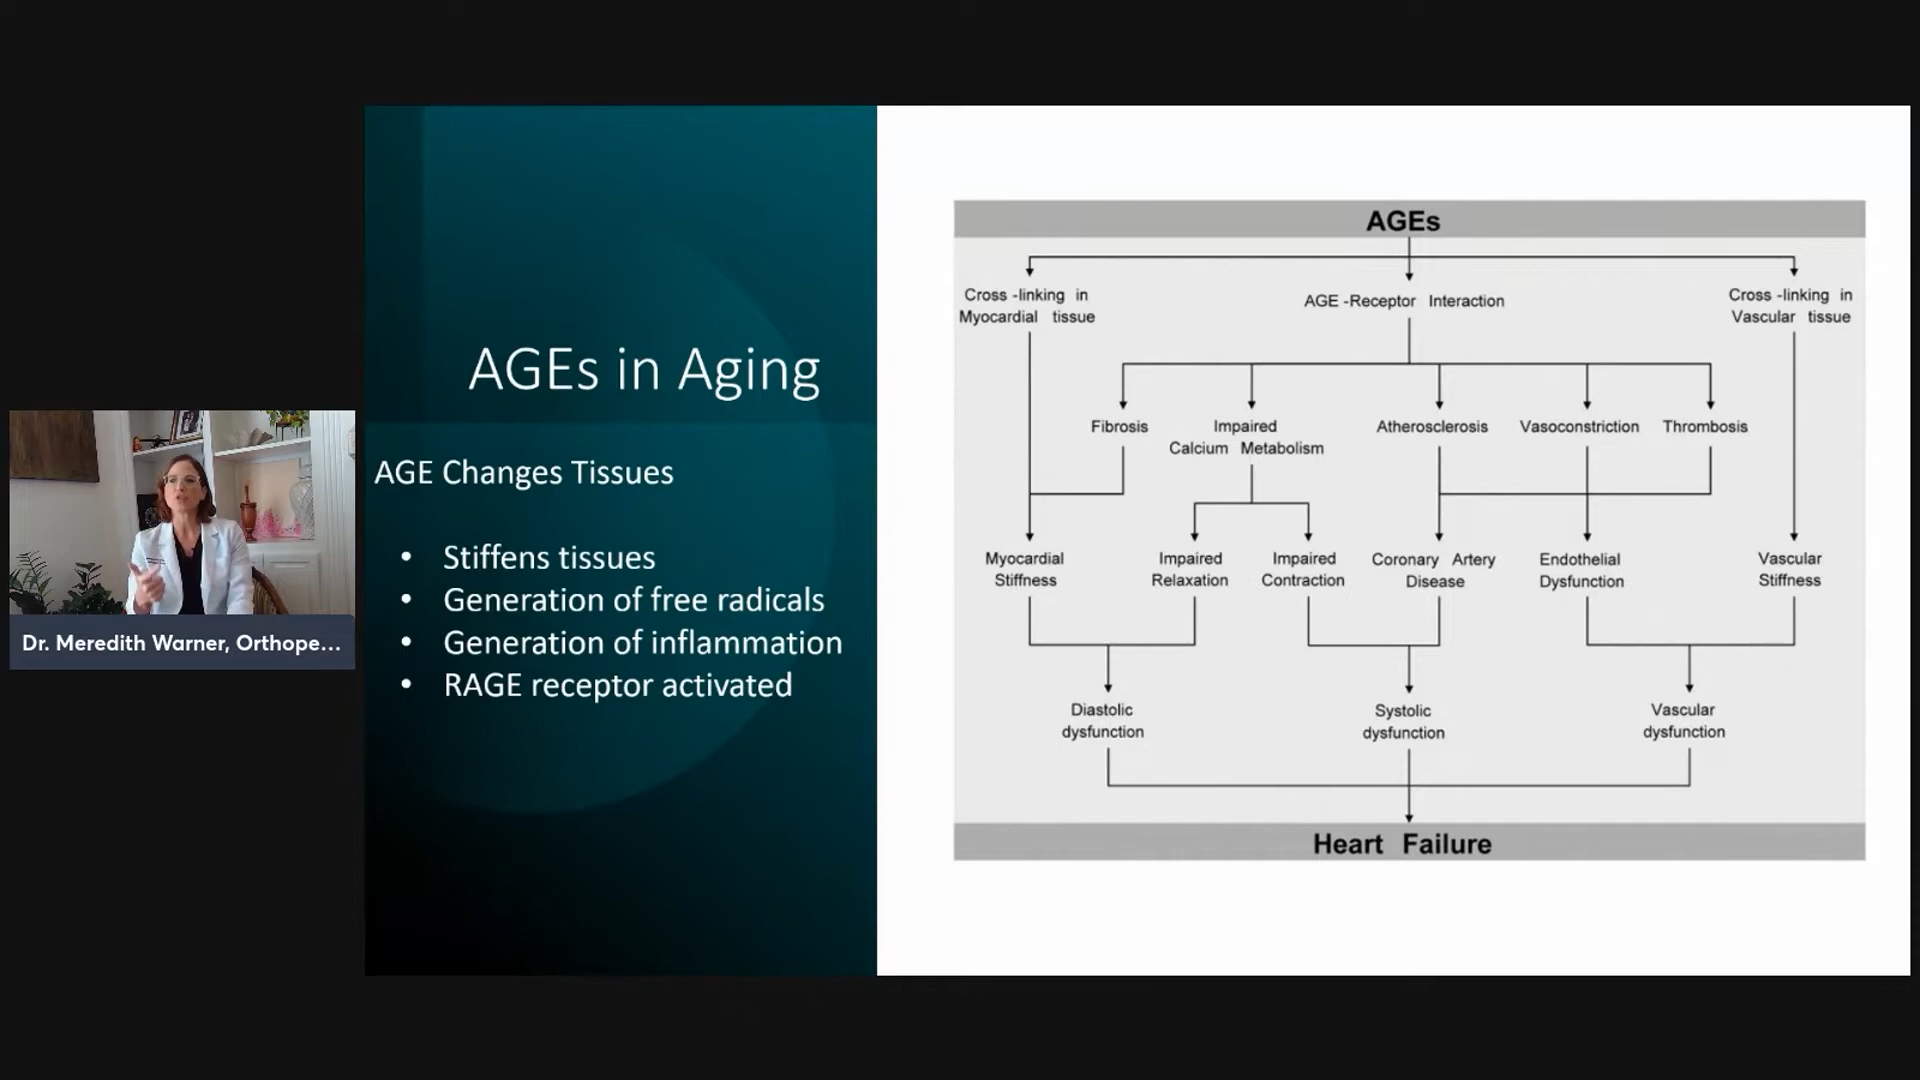 AGEs in Aging
AGE Changes Tissues
• Stiffens tissues
• Generation of free radicals
• Generation of inflammation
• RAGE receptor activated
Dr. Meredith Warner, Orthope...
AGEs
Cross -linking in
Myocardial tissue
AGE -Receptor Interaction
Cross -linking in
Vascular tissue
Fibrosis
Impaired
Calcium Metabolism
Atherosclerosis
Vasoconstriction
Thrombosis
Myocardial
Stiffness
Impaired
Relaxation
Impaired
Contraction
Coronary Artery
Disease
Endothelial
Dysfunction
Vascular
Stiffness
Diastolic
dysfunction
Systolic
dysfunction
Vascular
dysfunction
Heart Failure